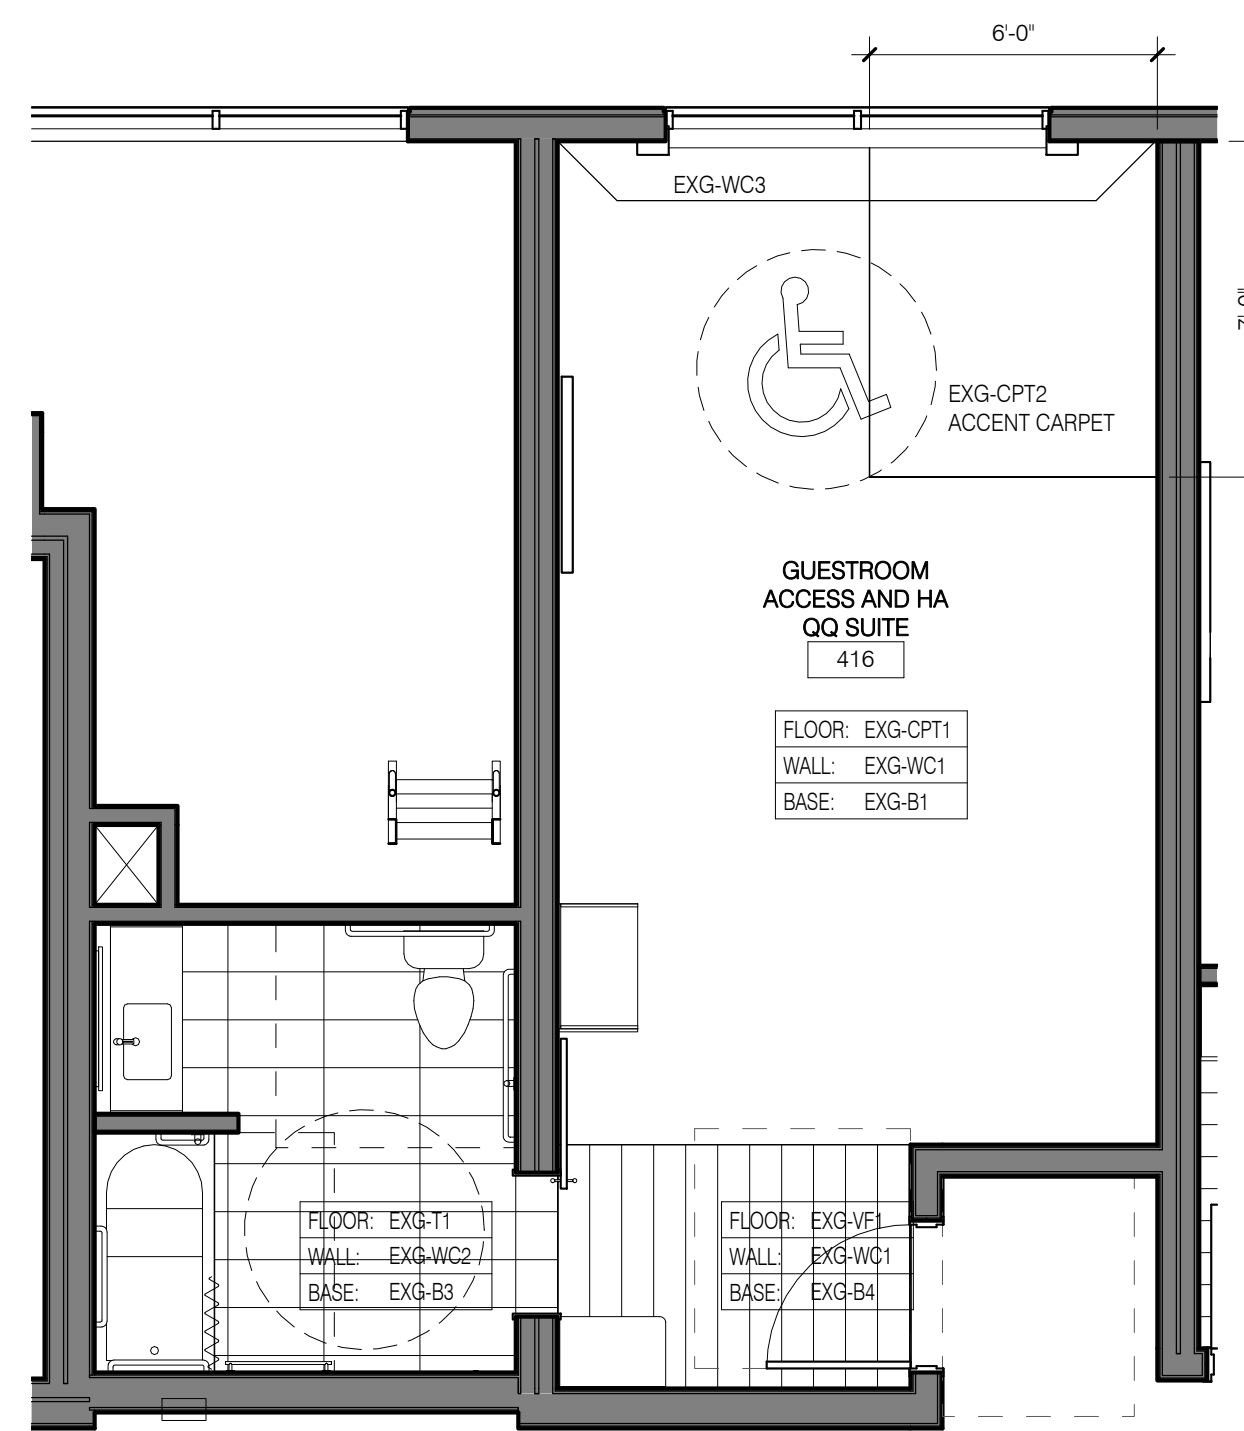 6'-0"
EXG-WC3
EXG-CPT2
ACCENT CARPET
GUESTROOM
ACCESS AND HA
QQ SUITE
416
FLOOR: EXG-CPT1
WALL: EXG-WC1
BASE: EXG-B1
FLOOR: EXG-T1
WALL: EXG-WC2
BASE: EXG-B3
FLOOR: EXG-VF1
WALL: EXG-WC1
BASE: EXG-B4